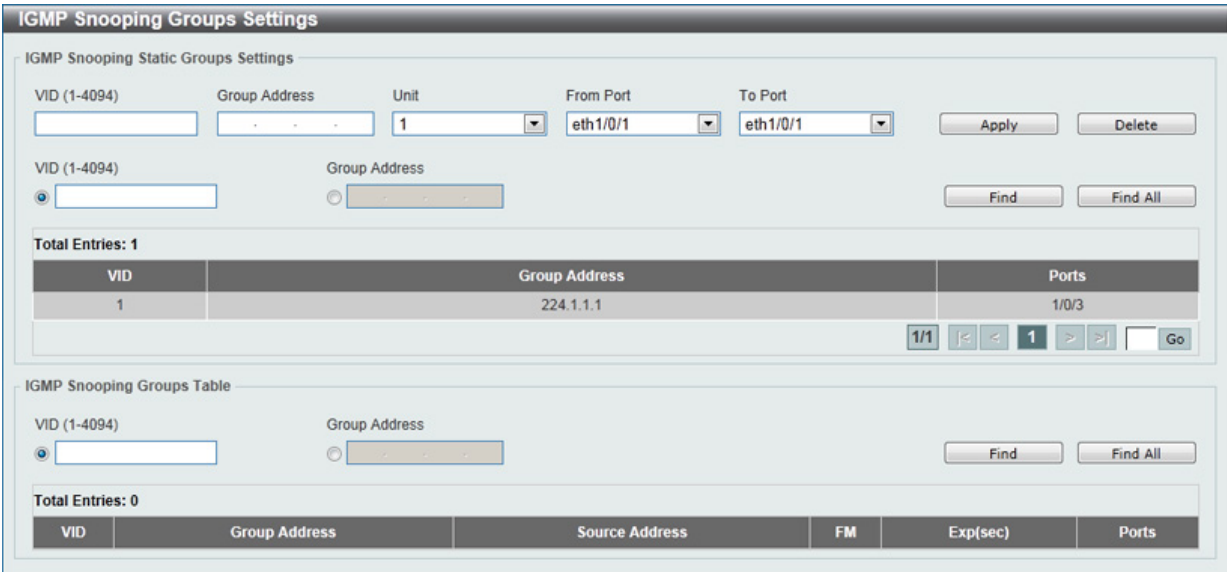 IGMP Snooping Groups Settings
IGMP Snooping Static Groups Settings
VID (1-4094) Group Address Unit From Port To Port
1 eth1/0/1 eth1/0/1 Apply Delete
VID (1-4094) Group Address
Find Find All
Total Entries: 1
VID Group Address Ports
1 224.1.1.1 1/0/3
1/1 |< < 1 > >| Go
IGMP Snooping Groups Table
VID (1-4094) Group Address
Find Find All
Total Entries: 0
VID Group Address Source Address FM Exp(sec) Ports